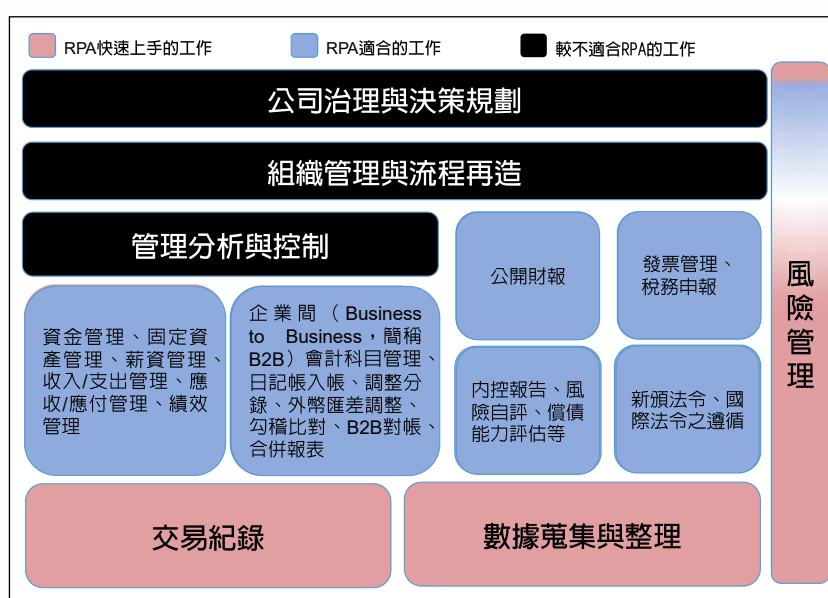 RPA快速上手的工作
RPA適合的工作
較不適合RPA的工作
公司治理與決策規劃
組織管理與流程再造
管理分析與控制
公開財報
發票管理、
稅務申報
資金管理、固定資
產管理、薪資管理、
收入/支出管理、應
收/應付管理、績效
管理
企業間（Business
to Business，簡稱
B2B）會計科目管理、
日記帳入帳、調整分
錄、外幣匯差調整、
勾稽比對、B2B對帳、
合併報表
內控報告、風
險自評、償債
能力評估等
新頒法令、國
際法令之遵循
交易紀錄
數據蒐集與整理
風險管理